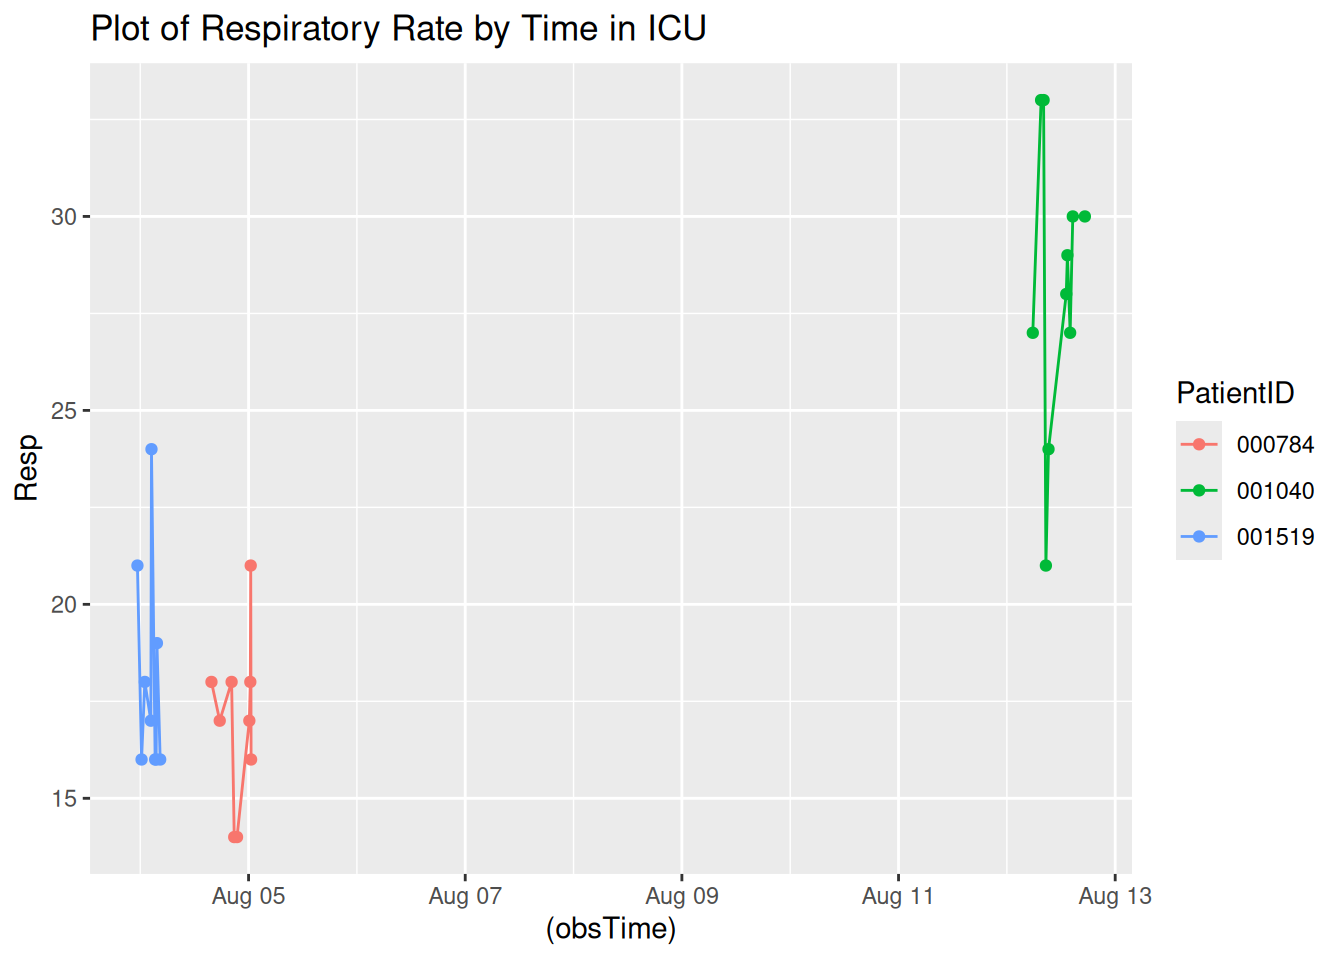 Plot of Respiratory Rate by Time in ICU
Resp
30
25
20
15
Aug 05
Aug 07
Aug 09
Aug 11
Aug 13
(obsTime)
PatientID
000784
001040
001519